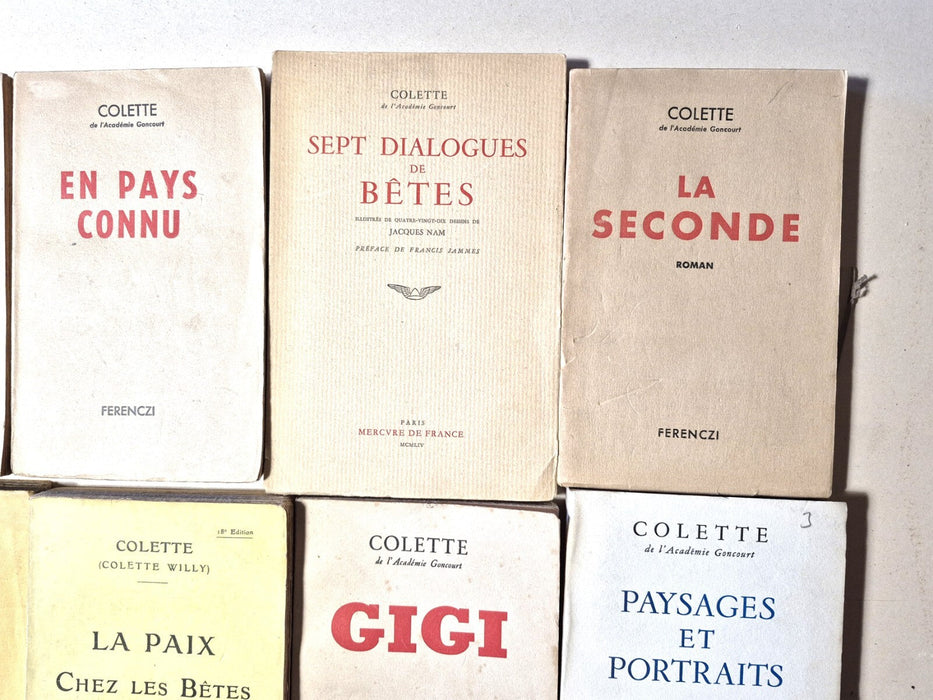 COLETTE
de l'Académie Goncourt
EN PAYS
CONNU
FERENCZI
COLETTE
de l'Académie Goncourt
SEPT DIALOGUES
DE
BÊTES
ILLUSTRÉS DE QUATRE-VINGT-DIX DESSINS DE
JACQUES NAM
PRÉFACE DE FRANCIS JAMMES
PARIS
MERCVRE DE FRANCE
MCMLIV
COLETTE
de l'Académie Goncourt
LA
SECONDE
ROMAN
FERENCZI
18e Edition
COLETTE
(COLETTE WILLY)
LA PAIX
CHEZ LES BÊTES
COLETTE
de l'Académie Goncourt
GIGI
3
COLETTE
de l'Académie Goncourt
PAYSAGES
ET
PORTRAITS